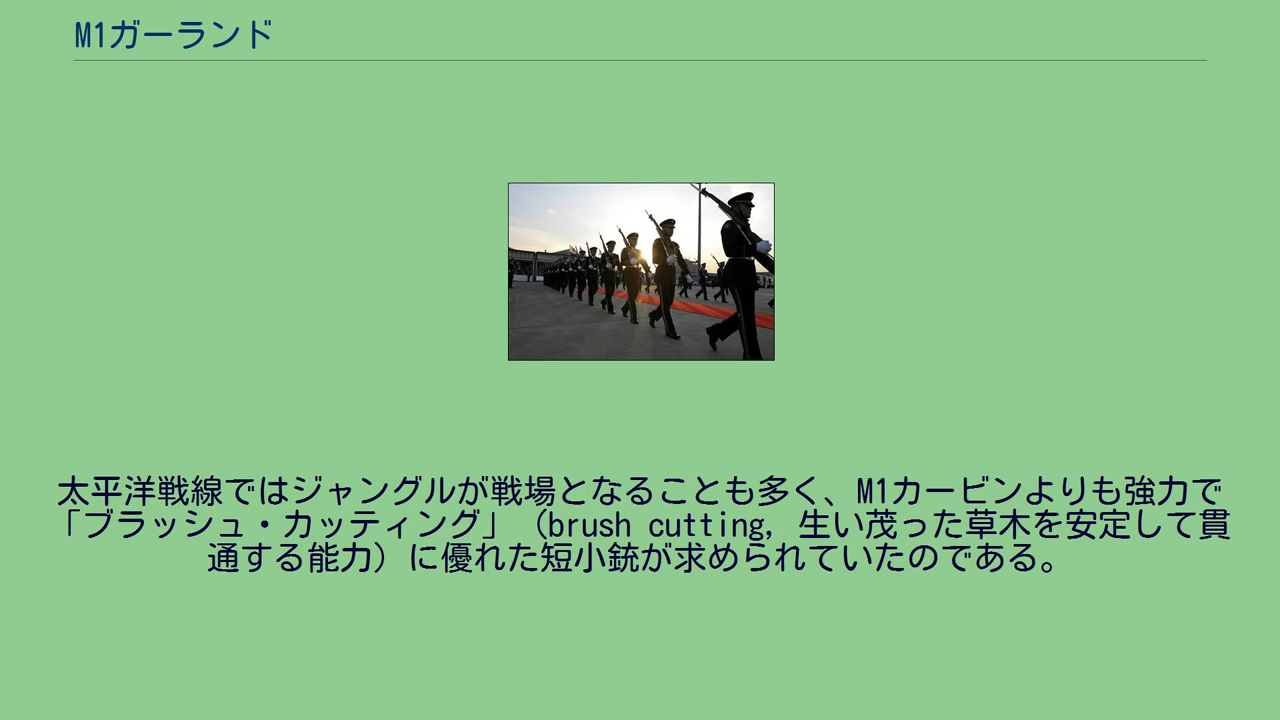 M1ガーランド
太平洋戦線ではジャングルが戦場となることも多く、M1カービンよりも強力で
「ブラッシュ・カッティング」（brush cutting, 生い茂った草木を安定して貫
通する能力）に優れた短小銃が求められていたのである。